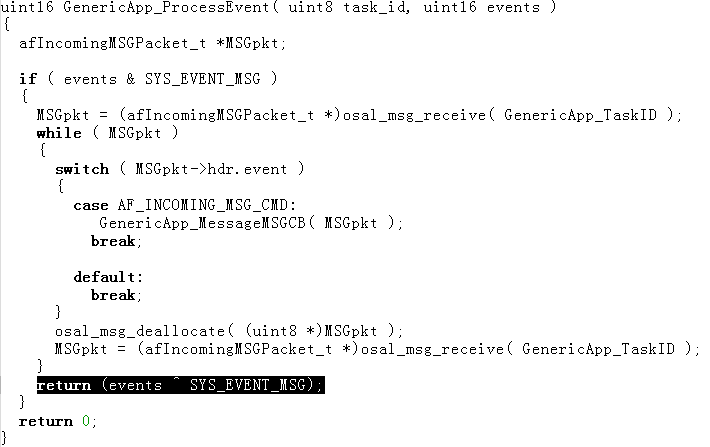 uint16 GenericApp_ProcessEvent( uint8 task_id, uint16 events )
{
  afIncomingMSGPacket_t *MSGpkt;

  if ( events & SYS_EVENT_MSG )
  {
    MSGpkt = (afIncomingMSGPacket_t *)osal_msg_receive( GenericApp_TaskID );
    while ( MSGpkt )
    {
      switch ( MSGpkt->hdr.event )
      {
        case AF_INCOMING_MSG_CMD:
           GenericApp_MessageMSGCB( MSGpkt );
          break;

        default:
          break;
      }
      osal_msg_deallocate( (uint8 *)MSGpkt );
      MSGpkt = (afIncomingMSGPacket_t *)osal_msg_receive( GenericApp_TaskID );
    }
    return (events ^ SYS_EVENT_MSG);
  }
  return 0;
}